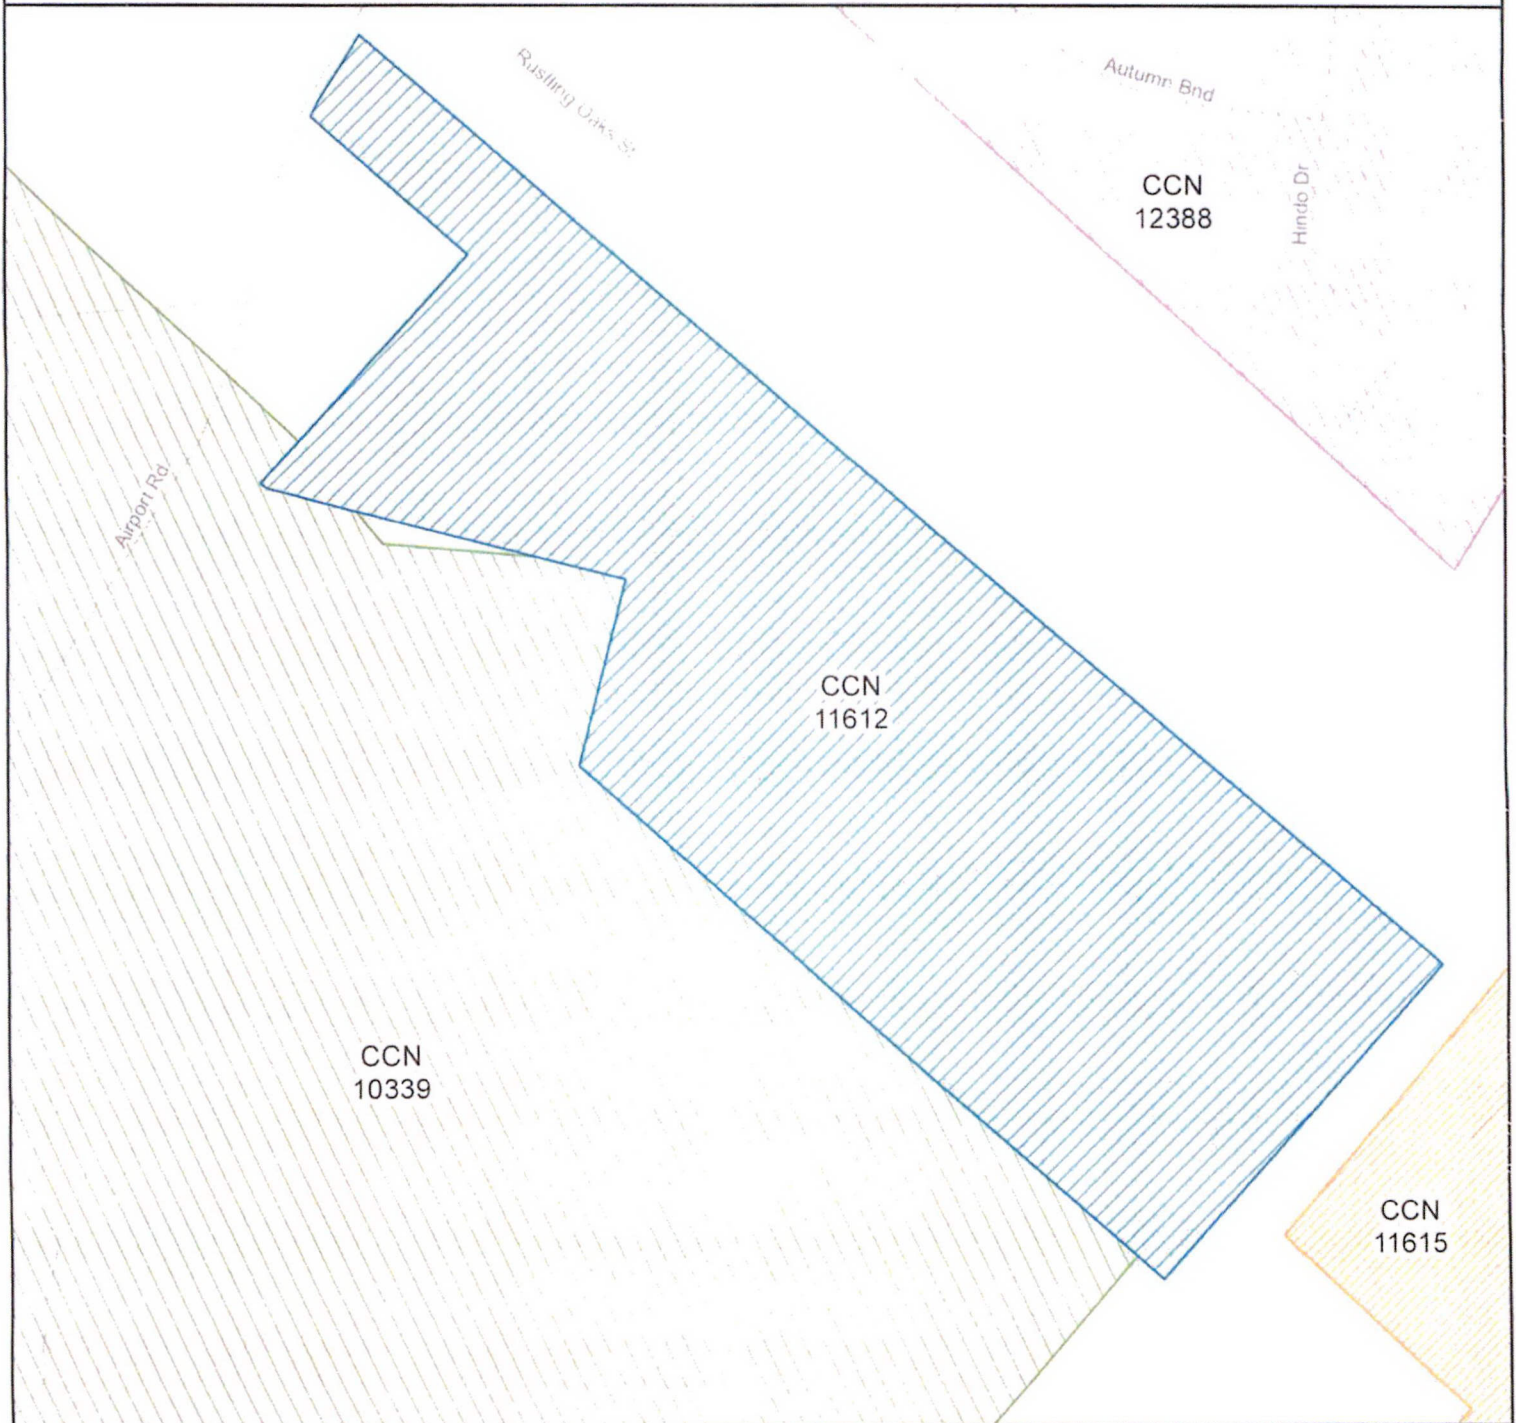 Rustling Oaks St
Autumn Bnd
CCN
12388
Hindo Dr
Airport Rd
CCN
11612
CCN
10339
CCN
11615